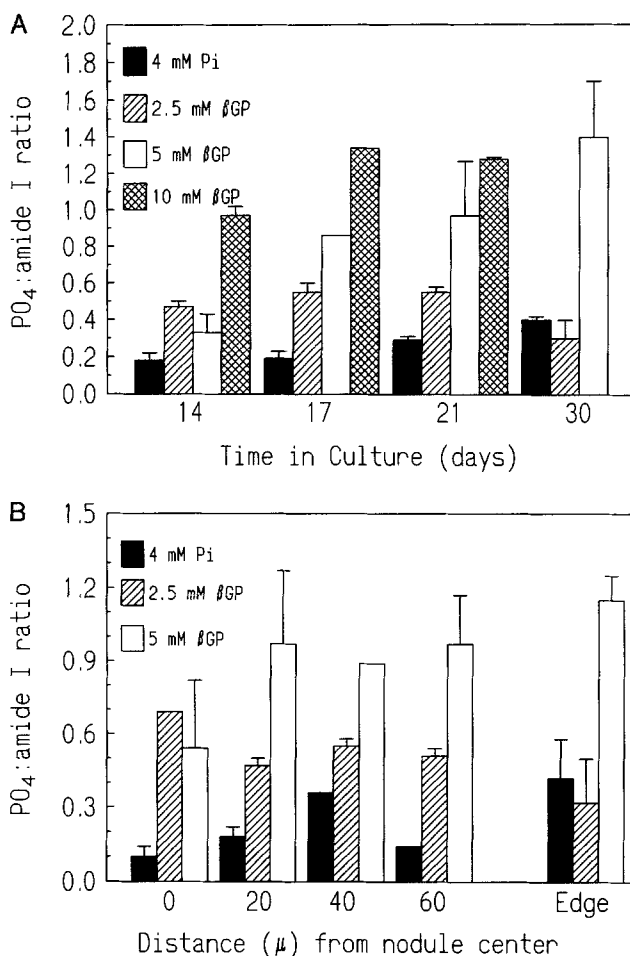 A
PO4:amide I ratio
2.0
1.8
1.6
1.4
1.2
1.0
0.8
0.6
0.4
0.2
0.0
4 mM Pi
2.5 mM βGP
5 mM βGP
10 mM βGP
14 17 21 30
Time in Culture (days)
B
PO4:amide I ratio
1.5
1.2
0.9
0.6
0.3
0.0
4 mM Pi
2.5 mM βGP
5 mM βGP
0 20 40 60 Edge
Distance (μ) from nodule center